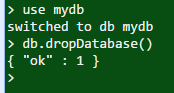 > use mydb
switched to db mydb
> db.dropDatabase()
{ "ok" : 1 }
>